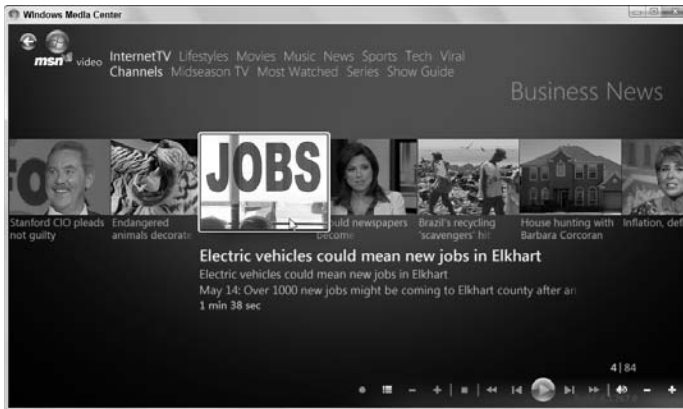 Windows Media Center
msn video
InternetTV Lifestyles Movies Music News Sports Tech Viral
Channels Midseason TV Most Watched Series Show Guide
Business News
JOBS
Stanford CIO pleads
not guilty
Endangered
animals decorate
ould newspapers
become
Brazil's recycling
'scavengers' hit
House hunting with
Barbara Corcoran
Inflation, def
Electric vehicles could mean new jobs in Elkhart
Electric vehicles could mean new jobs in Elkhart
May 14: Over 1000 new jobs might be coming to Elkhart county after an
1 min 38 sec
4|84